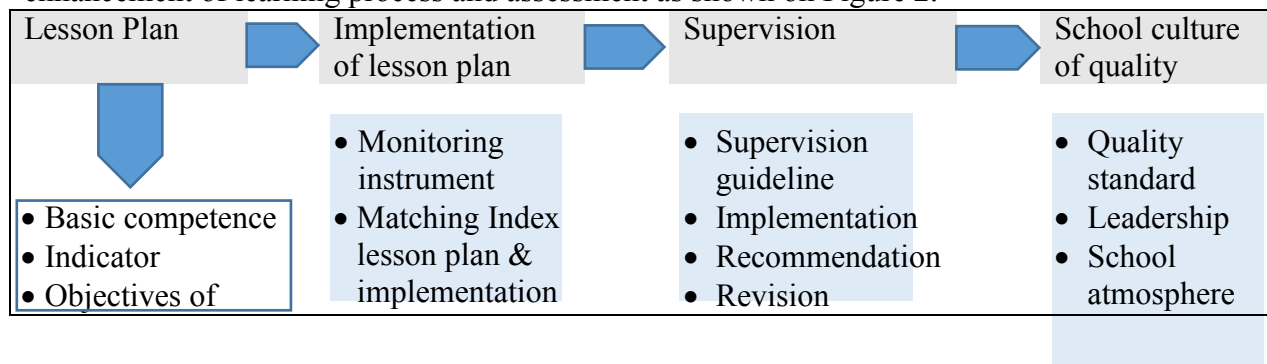 enhancement of learning process and assessment as shown on Figure 2.
Lesson Plan
Implementation
of lesson plan
Supervision
School culture
of quality
• Basic competence
• Indicator
• Objectives of
• Monitoring
instrument
• Matching Index
lesson plan &
implementation
• Supervision
guideline
• Implementation
• Recommendation
• Revision
• Quality
standard
• Leadership
• School
atmosphere